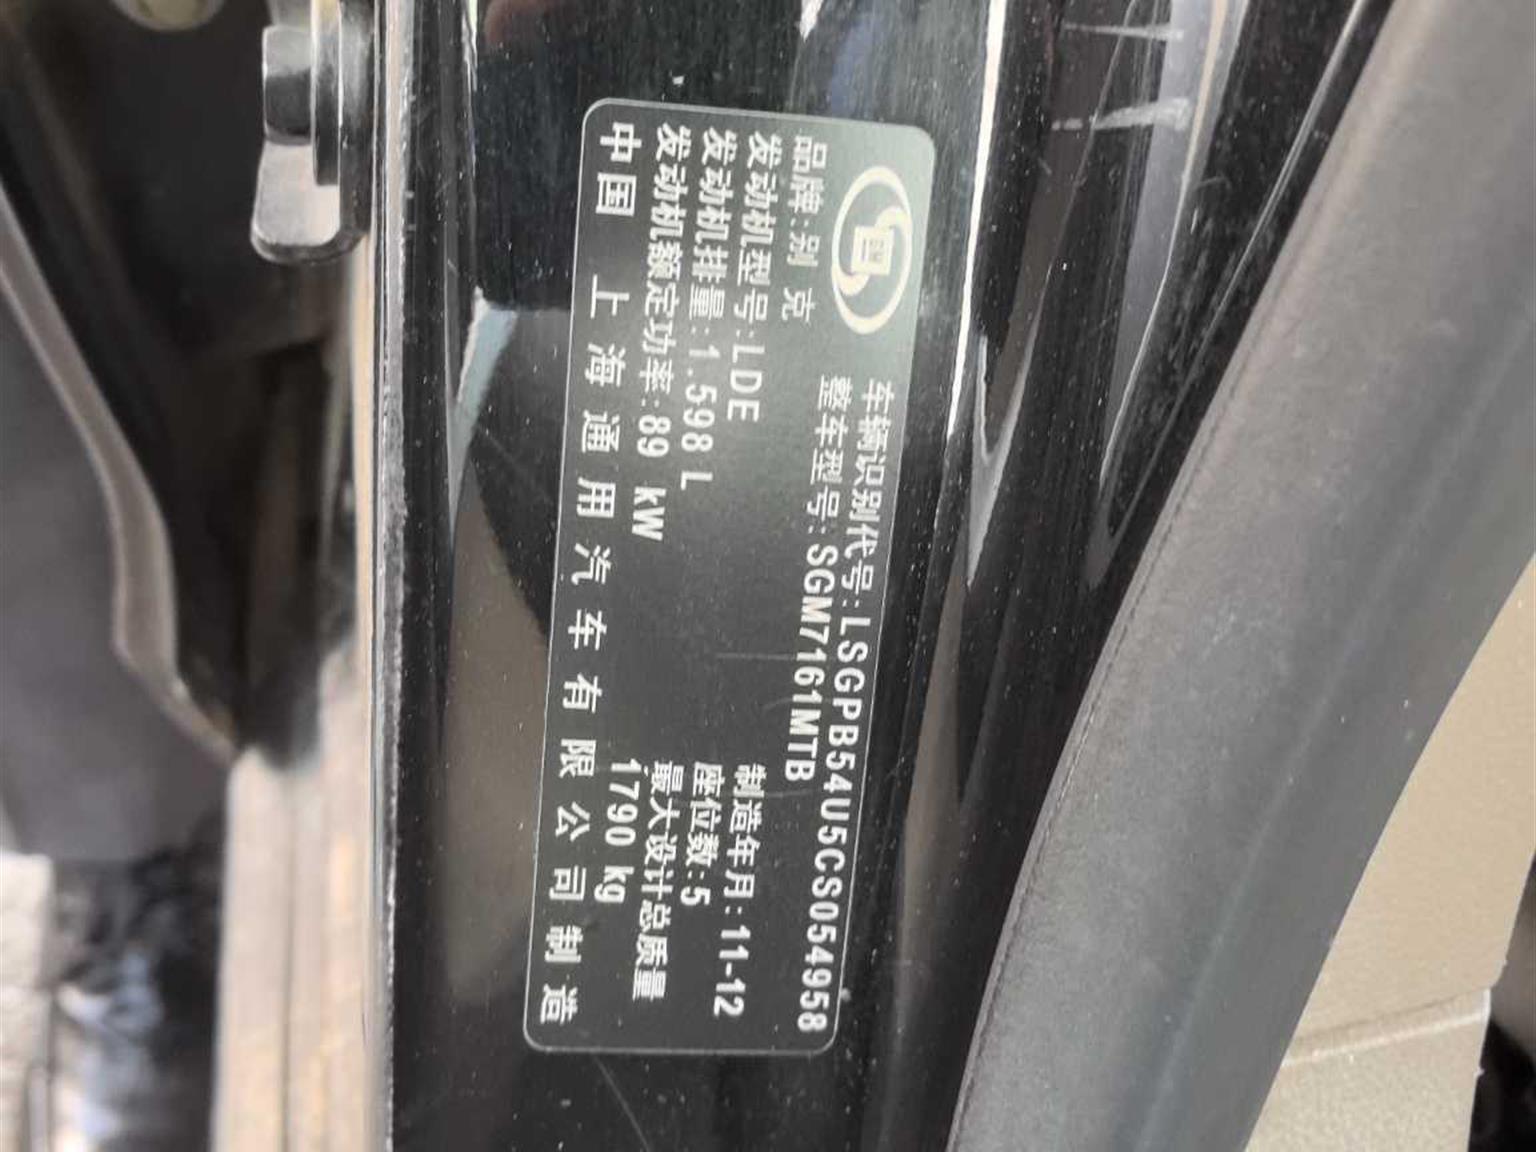 GM
车辆识别代号:LSGPB54U5CS054958
整车型号:SGM7161MTB
品牌:别 克
发动机型号:LDE
制造年月:11-12
发动机排量:1.598 L
座位数:5
发动机额定功率:89 kW
最大设计总质量
1790 kg
中国 上海通用汽车有限公司制造